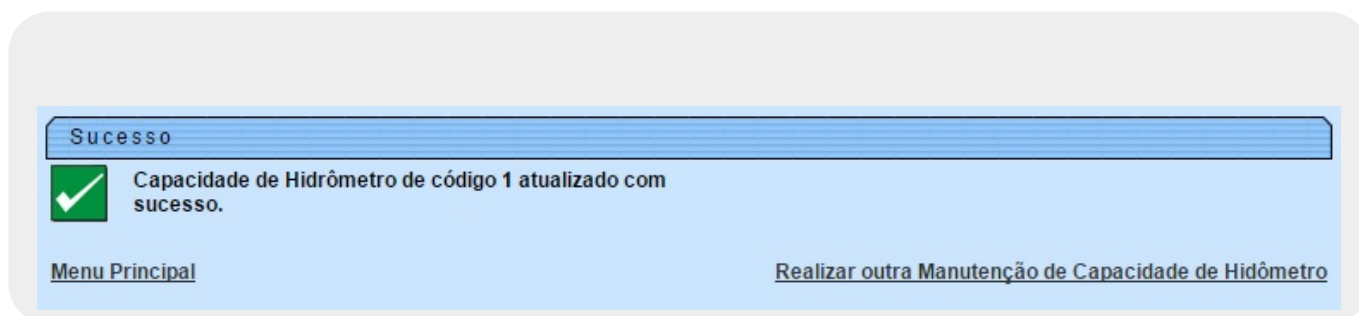 Sucesso
Capacidade de Hidrômetro de código 1 atualizado com
sucesso.
Menu Principal
Realizar outra Manutenção de Capacidade de Hidômetro